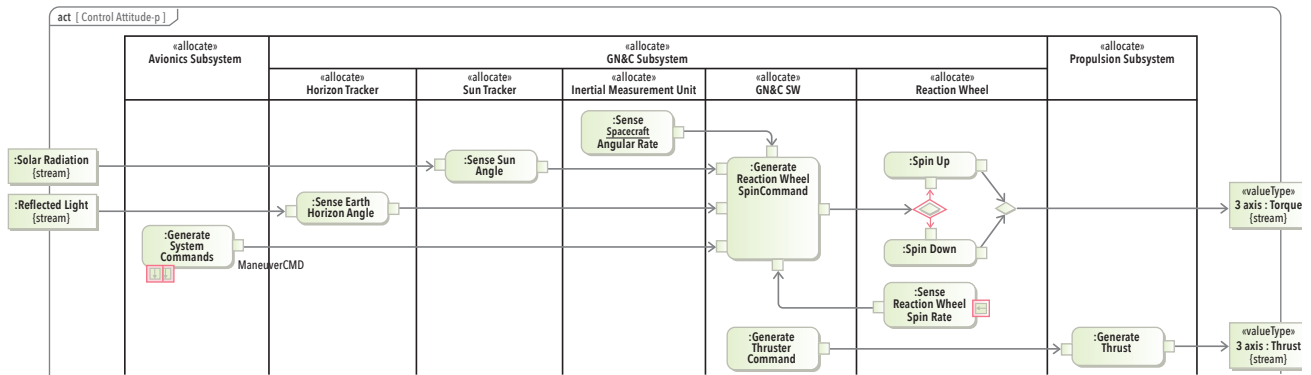 act [ Control Attitude-p ]
«allocate»
Avionics Subsystem
«allocate»
GN&C Subsystem
«allocate»
Propulsion Subsystem
«allocate»
Horizon Tracker
«allocate»
Sun Tracker
«allocate»
Inertial Measurement Unit
«allocate»
GN&C SW
«allocate»
Reaction Wheel
:Sense
Spacecraft
Angular Rate
:Solar Radiation
{stream}
:Sense Sun
Angle
:Generate
Reaction Wheel
SpinCommand
:Spin Up
:Reflected Light
{stream}
:Sense Earth
Horizon Angle
«valueType»
3 axis : Torque
{stream}
:Generate
System
Commands
ManeuverCMD
:Spin Down
:Sense
Reaction Wheel
Spin Rate
:Generate
Thruster
Command
:Generate
Thrust
«valueType»
3 axis : Thrust
{stream}